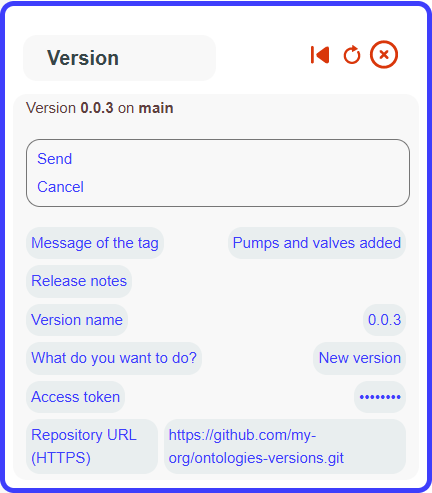 Version
Version 0.0.3 on main
Send
Cancel
Message of the tag
Pumps and valves added
Release notes
Version name
0.0.3
What do you want to do?
New version
Access token
••••••••
Repository URL
(HTTPS)
https://github.com/my-
org/ontologies-versions.git